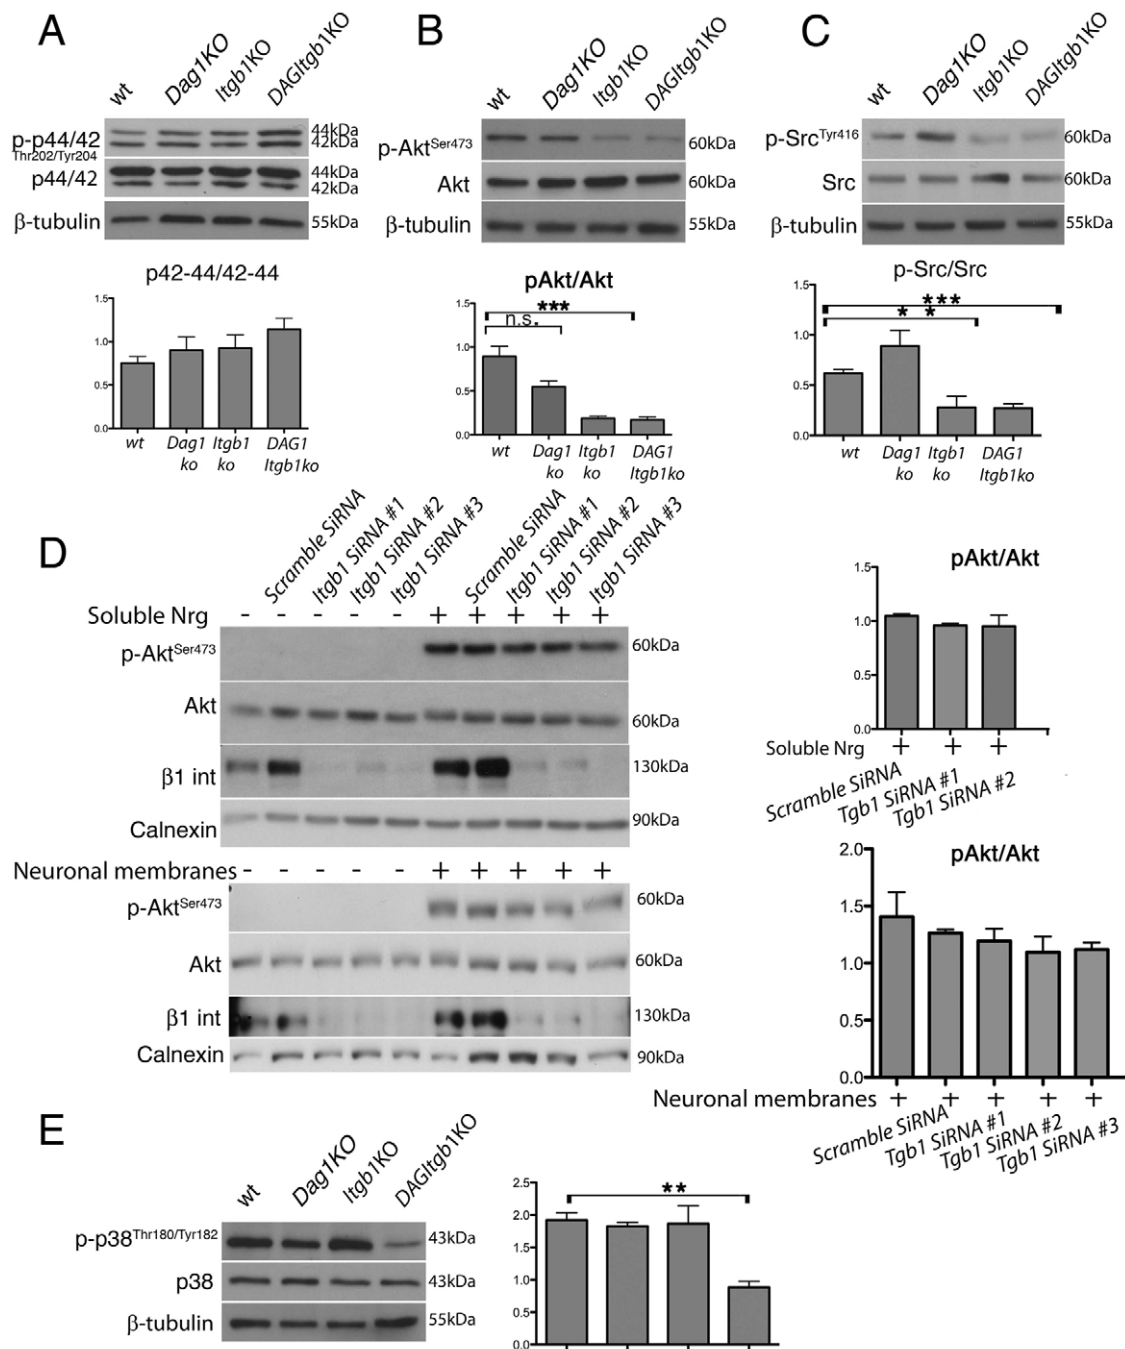 A
wt
Dag1KO
Itgb1KO
DAGItgb1KO
p-p44/42
Thr202/Tyr204
44kDa
42kDa
p44/42
44kDa
42kDa
β-tubulin
55kDa
p42-44/42-44
1.5
1.0
0.5
0.0
wt
Dag1 ko
Itgb1 ko
DAG1 Itgb1ko
B
wt
Dag1KO
Itgb1KO
DAGItgb1KO
p-AktSer473
60kDa
Akt
60kDa
β-tubulin
55kDa
pAkt/Akt
***
n.s.
1.5
1.0
0.5
0.0
wt
Dag1 ko
Itgb1 ko
DAG1 Itgb1ko
C
wt
Dag1KO
Itgb1KO
DAGItgb1KO
p-SrcTyr416
60kDa
Src
60kDa
β-tubulin
55kDa
p-Src/Src
***
* *
1.5
1.0
0.5
0.0
wt
Dag1 ko
Itgb1 ko
DAG1 Itgb1ko
D
Scramble SiRNA
Itgb1 SiRNA #1
Itgb1 SiRNA #2
Itgb1 SiRNA #3
Scramble SiRNA
Itgb1 SiRNA #1
Itgb1 SiRNA #2
Itgb1 SiRNA #3
Soluble Nrg - - - - - + + + + +
p-AktSer473
60kDa
Akt
60kDa
β1 int
130kDa
Calnexin
90kDa
Neuronal membranes - - - - - + + + + +
p-AktSer473
60kDa
Akt
60kDa
β1 int
130kDa
Calnexin
90kDa
pAkt/Akt
1.5
1.0
0.5
0.0
Soluble Nrg + + +
Scramble SiRNA
Tgb1 SiRNA #1
Tgb1 SiRNA #2
pAkt/Akt
2.0
1.5
1.0
0.5
0.0
Neuronal membranes + + + + +
Scramble SiRNA
Tgb1 SiRNA #1
Tgb1 SiRNA #2
Tgb1 SiRNA #3
E
wt
Dag1KO
Itgb1KO
DAGItgb1KO
p-p38Thr180/Tyr182
43kDa
p38
43kDa
β-tubulin
55kDa
**
2.5
2.0
1.5
1.0
0.5
0.0